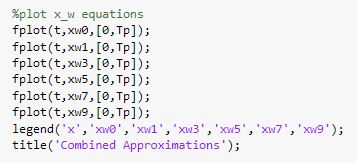 %plot x_w equations
fplot(t,xw0,[0,Tp]);
fplot(t,xw1,[0,Tp]);
fplot(t,xw3,[0,Tp]);
fplot(t,xw5,[0,Tp]);
fplot(t,xw7,[0,Tp]);
fplot(t,xw9,[0,Tp]);
legend('x','xw0','xw1','xw3','xw5','xw7','xw9');
title('Combined Approximations');